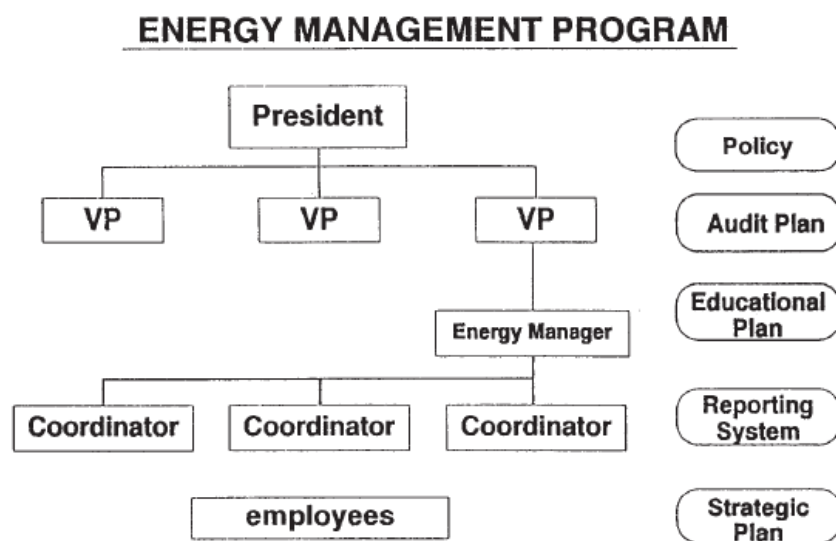 ENERGY MANAGEMENT PROGRAM
President
Policy
VP
VP
VP
Audit Plan
Educational
Plan
Energy Manager
Coordinator
Coordinator
Coordinator
Reporting
System
employees
Strategic
Plan